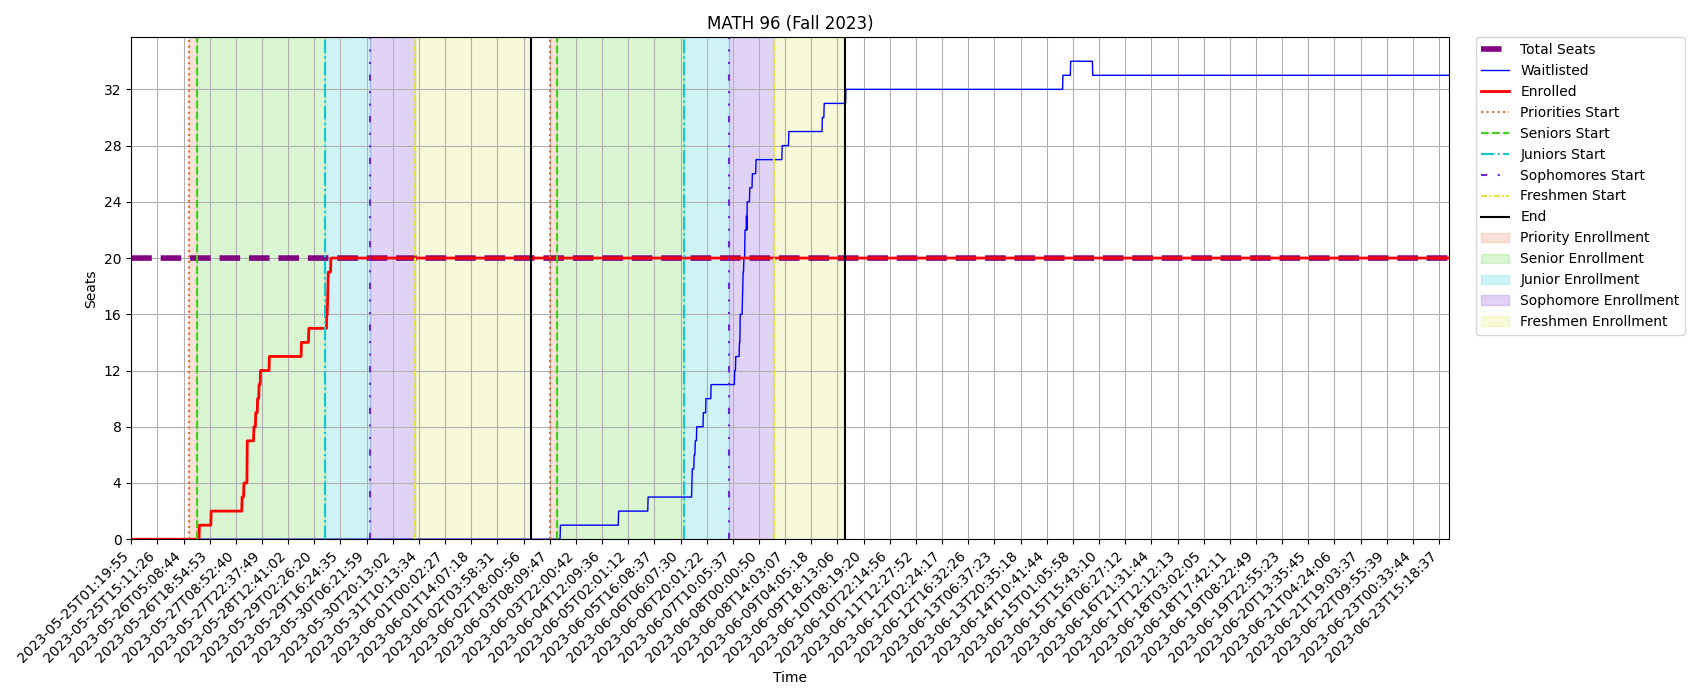 MATH 96 (Fall 2023)
Seats
32
28
24
20
16
12
8
4
0
2023-05-25T01:19:55
2023-05-25T15:11:26
2023-05-26T05:08:44
2023-05-26T18:54:53
2023-05-27T08:52:40
2023-05-27T22:37:49
2023-05-28T12:41:02
2023-05-29T02:26:20
2023-05-29T16:24:35
2023-05-30T06:21:59
2023-05-30T20:13:02
2023-05-31T10:13:34
2023-06-01T00:02:27
2023-06-01T14:07:18
2023-06-02T03:58:31
2023-06-02T18:00:56
2023-06-03T08:09:47
2023-06-03T22:00:42
2023-06-04T12:09:36
2023-06-05T02:01:12
2023-06-05T16:08:37
2023-06-06T06:07:30
2023-06-06T20:01:22
2023-06-07T10:05:37
2023-06-08T00:00:50
2023-06-08T14:03:07
2023-06-09T04:05:18
2023-06-09T18:13:06
2023-06-10T08:19:20
2023-06-10T22:14:56
2023-06-11T12:27:52
2023-06-12T02:24:17
2023-06-12T16:32:26
2023-06-13T06:37:23
2023-06-13T20:35:18
2023-06-14T10:41:44
2023-06-15T01:05:58
2023-06-15T15:43:10
2023-06-16T06:27:12
2023-06-16T21:31:44
2023-06-17T12:12:13
2023-06-18T03:02:05
2023-06-18T17:42:11
2023-06-19T08:22:49
2023-06-19T22:55:23
2023-06-20T13:35:45
2023-06-21T04:24:06
2023-06-21T19:03:37
2023-06-22T09:55:39
2023-06-23T00:33:44
2023-06-23T15:18:37
Time
Total Seats
Waitlisted
Enrolled
Priorities Start
Seniors Start
Juniors Start
Sophomores Start
Freshmen Start
End
Priority Enrollment
Senior Enrollment
Junior Enrollment
Sophomore Enrollment
Freshmen Enrollment